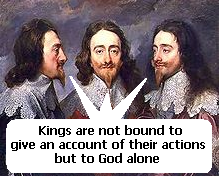 Kings are not bound to
give an account of their actions
but to God alone